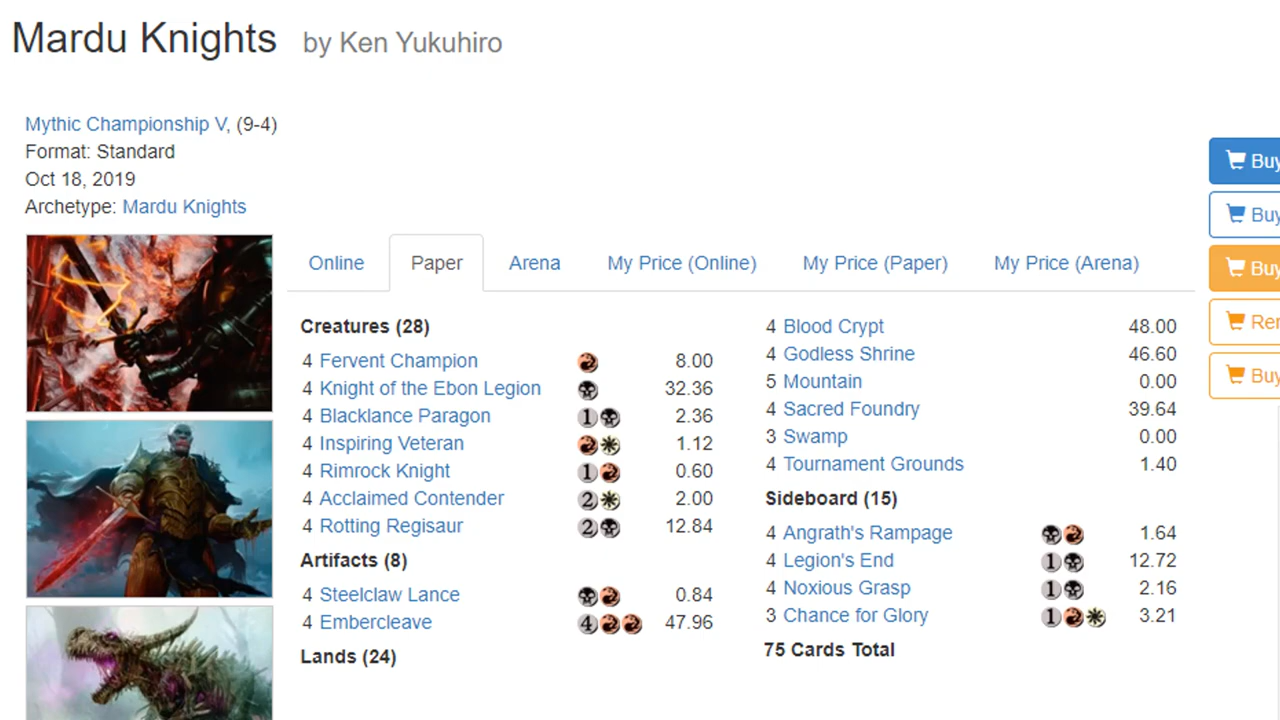 Mardu Knights by Ken Yukuhiro
Mythic Championship V, (9-4)
Format: Standard
Oct 18, 2019
Archetype: Mardu Knights
Online Paper Arena My Price (Online) My Price (Paper) My Price (Arena)
Creatures (28)
4 Fervent Champion 8.00
4 Knight of the Ebon Legion 32.36
4 Blacklance Paragon 1 2.36
4 Inspiring Veteran 1.12
4 Rimrock Knight 1 0.60
4 Acclaimed Contender 2 2.00
4 Rotting Regisaur 2 12.84
Artifacts (8)
4 Steelclaw Lance 0.84
4 Embercleave 4 47.96
Lands (24)
4 Blood Crypt 48.00
4 Godless Shrine 46.60
5 Mountain 0.00
4 Sacred Foundry 39.64
3 Swamp 0.00
4 Tournament Grounds 1.40
Sideboard (15)
4 Angrath's Rampage 1.64
4 Legion's End 1 12.72
4 Noxious Grasp 1 2.16
3 Chance for Glory 1 3.21
75 Cards Total
Buy
Buy
Buy
Buy